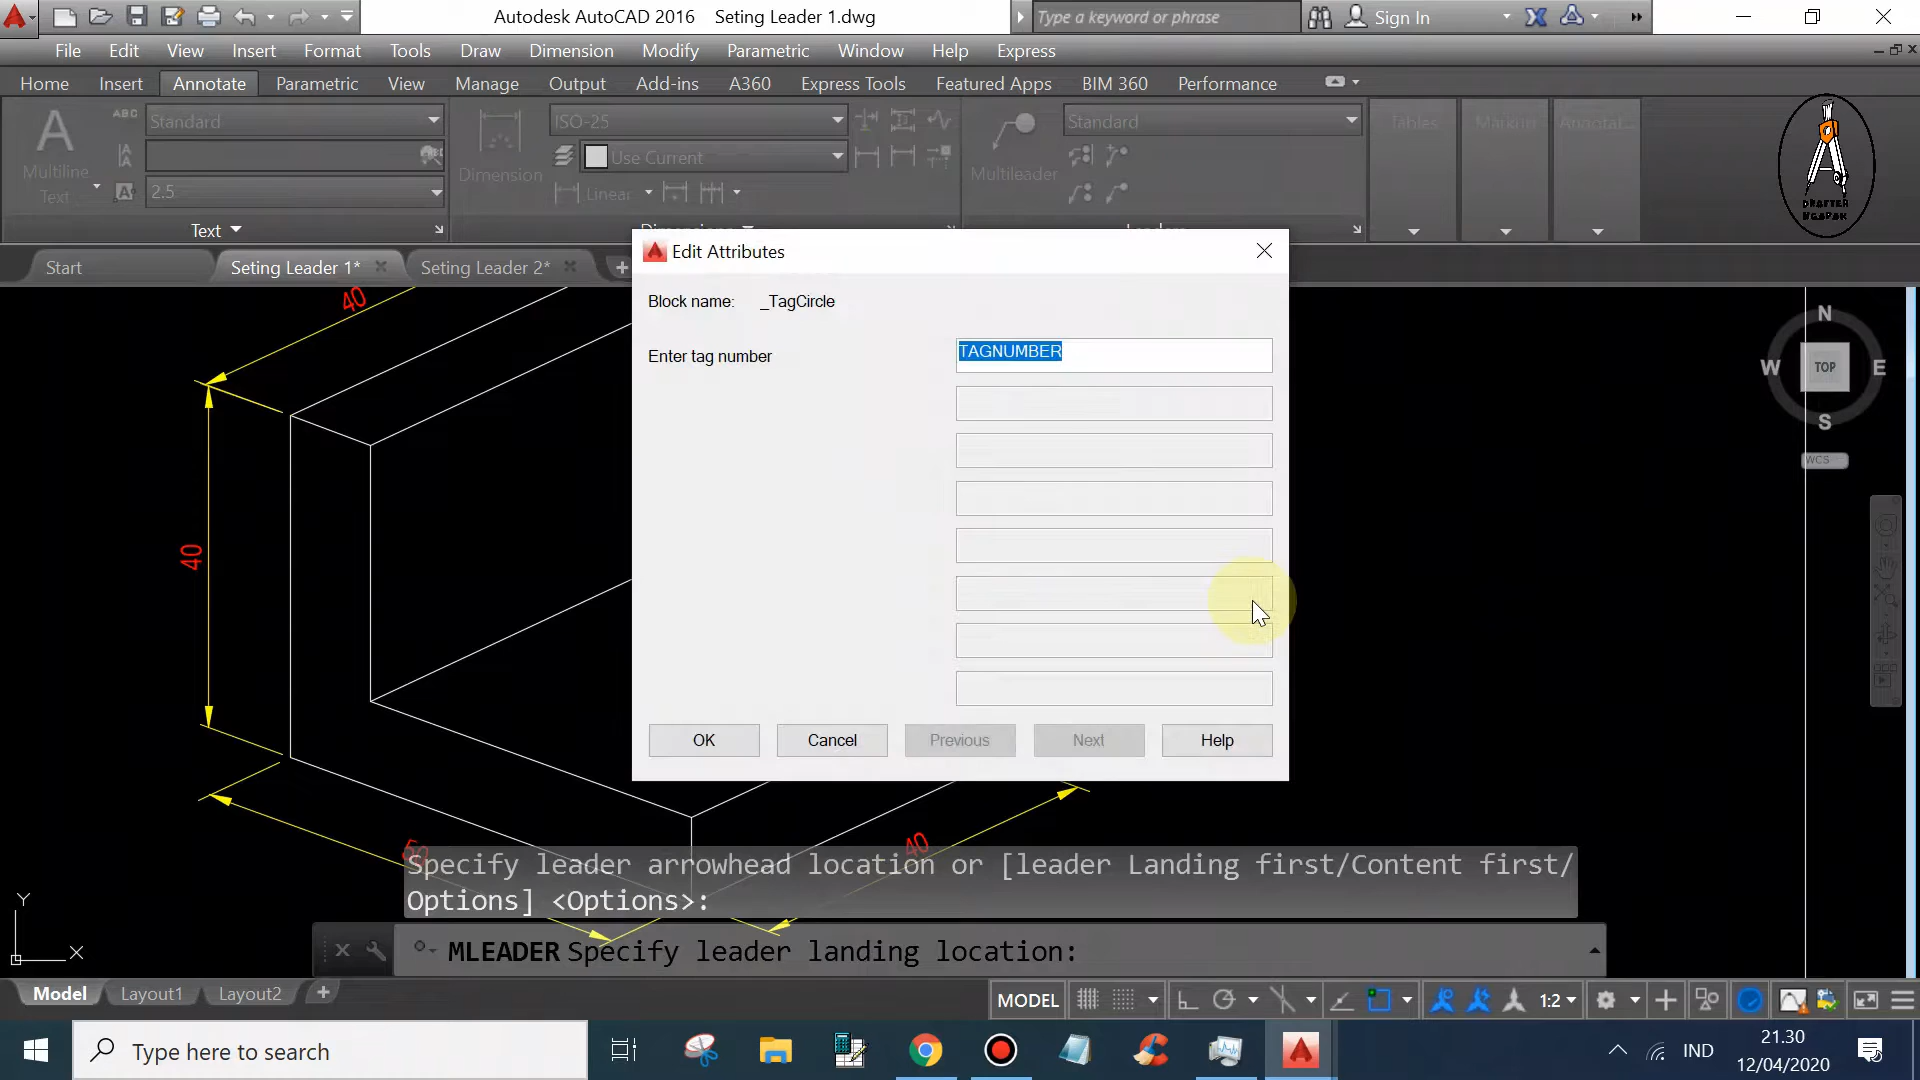 Autodesk AutoCAD 2016 Seting Leader 1.dwg
Type a keyword or phrase
Sign In
File Edit View Insert Format Tools Draw Dimension Modify Parametric Window Help Express
Home Insert Annotate Parametric View Manage Output Add-ins A360 Express Tools Featured Apps BIM 360 Performance
A ABC Standard ISO-25 Standard Tables Markup Annotat...
Use Current
Multiline Text
Dimension
Multileader
2.5
Linear
Text
DRAFTER
NGAPAK
Start Seting Leader 1* Seting Leader 2*
Edit Attributes
Block name: _TagCircle
Enter tag number TAGNUMBER
OK Cancel Previous Next Help
40
40
40
N
W TOP E
S
WCS
Y
X
Specify leader arrowhead location or [leader Landing first/Content first/
Options] <Options>:
MLEADER Specify leader landing location:
Model Layout1 Layout2
MODEL 1:2
Type here to search
IND
21.30
12/04/2020